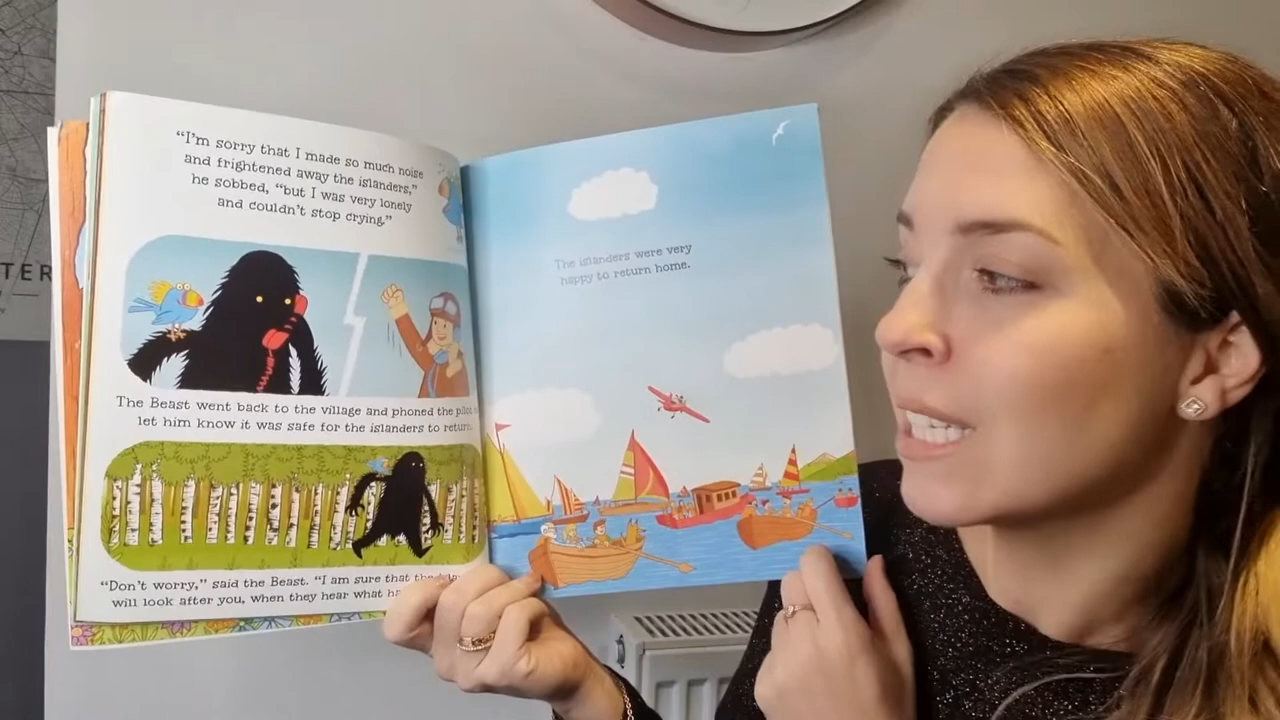 TER
"I'm sorry that I made so much noise
and frightened away the islanders,"
he sobbed, "but I was very lonely
and couldn't stop crying."
The Beast went back to the village and phoned the pilot
let him know it was safe for the islanders to return.
"Don't worry," said the Beast. "I am sure that
will look after you, when they hear what
The islanders were very
happy to return home.